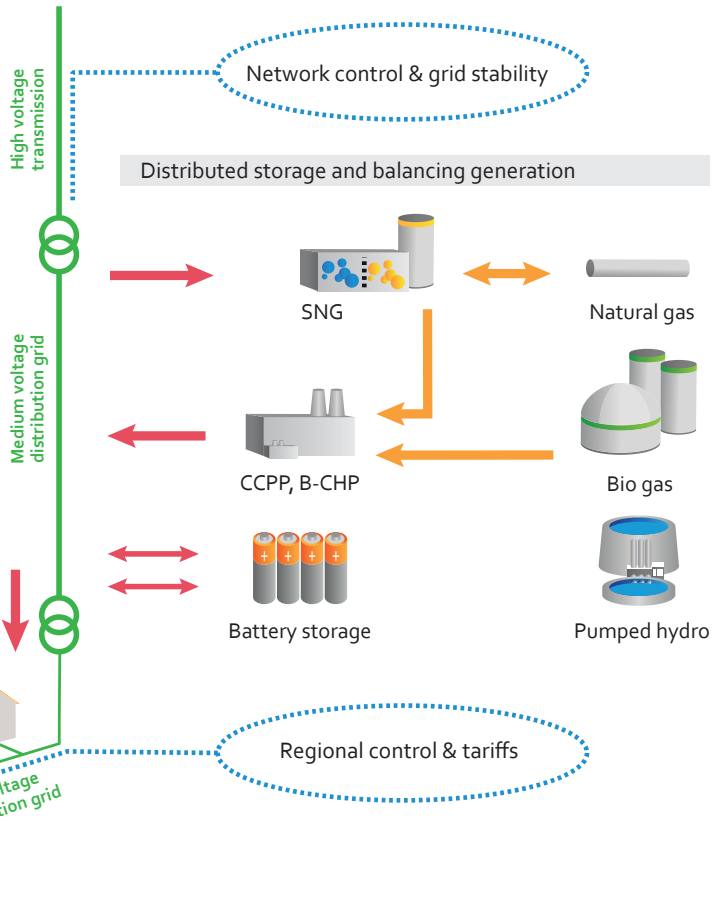 High voltage
transmission
Network control & grid stability
Distributed storage and balancing generation
SNG
Natural gas
Medium voltage
distribution grid
CCPP, B-CHP
Bio gas
Battery storage
Pumped hydro
Regional control & tariffs
grid